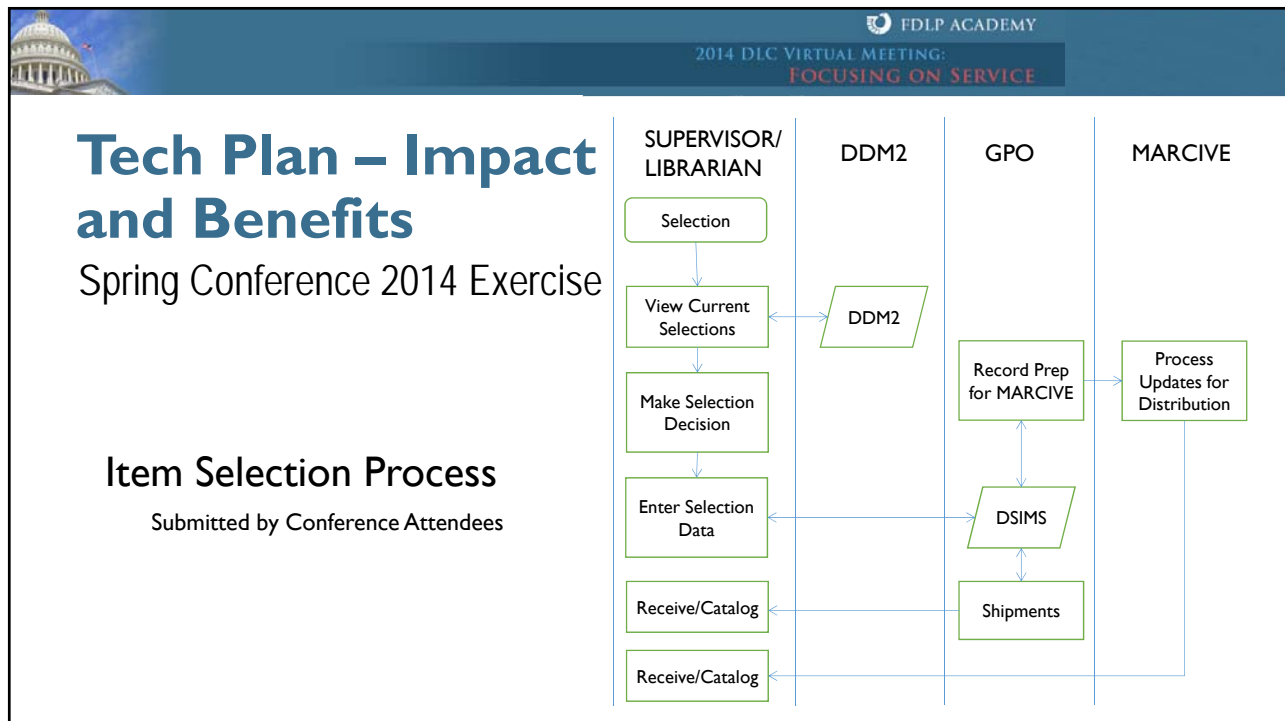 FDLP ACADEMY
2014 DLC VIRTUAL MEETING:
FOCUSING ON SERVICE
Tech Plan – Impact
and Benefits
Spring Conference 2014 Exercise
Item Selection Process
Submitted by Conference Attendees
SUPERVISOR/
LIBRARIAN
DDM2
GPO
MARCIVE
Selection
View Current
Selections
DDM2
Record Prep
for MARCIVE
Process
Updates for
Distribution
Make Selection
Decision
Enter Selection
Data
DSIMS
Receive/Catalog
Shipments
Receive/Catalog